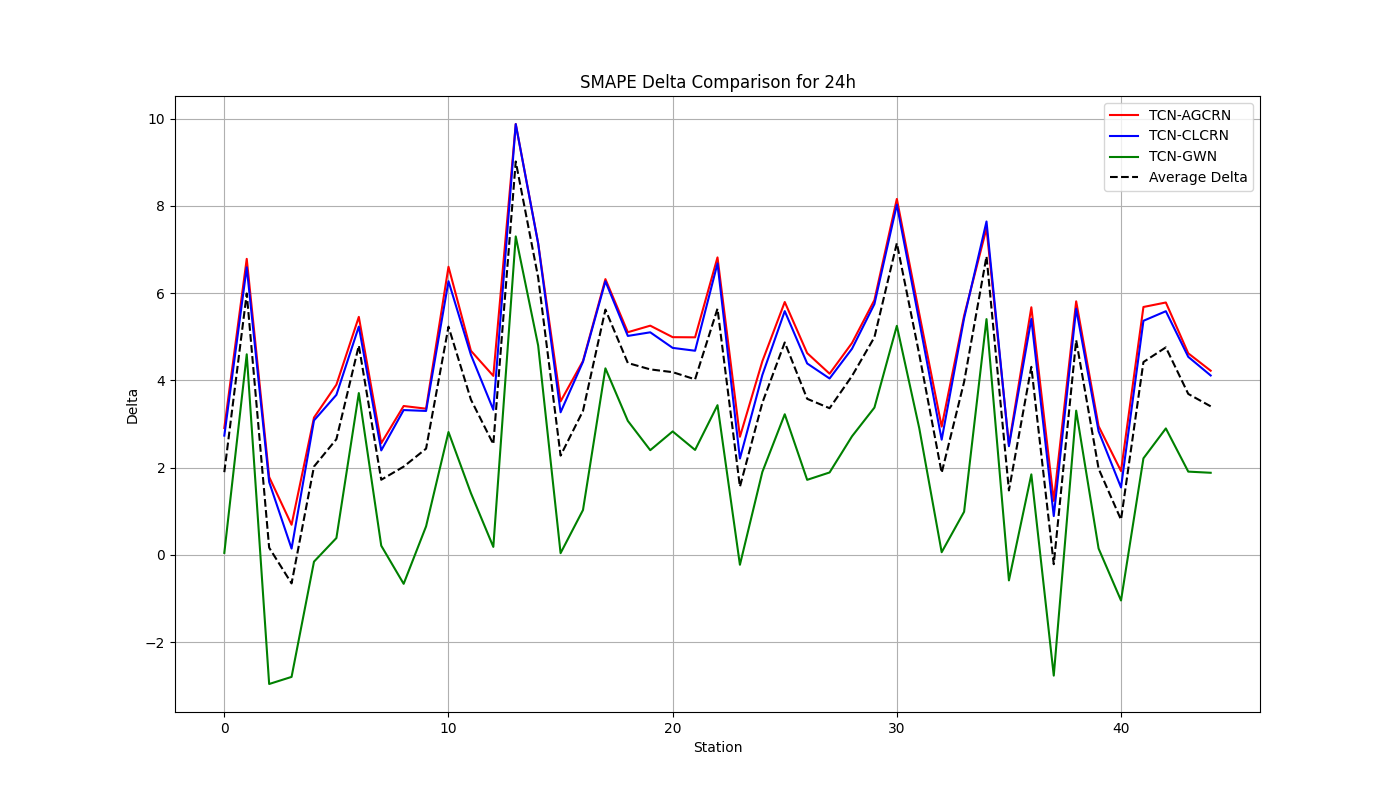 SMAPE Delta Comparison for 24h
TCN-AGCRN
TCN-CLCRN
TCN-GWN
Average Delta
10
8
6
4
2
0
−2
Delta
0 10 20 30 40
Station